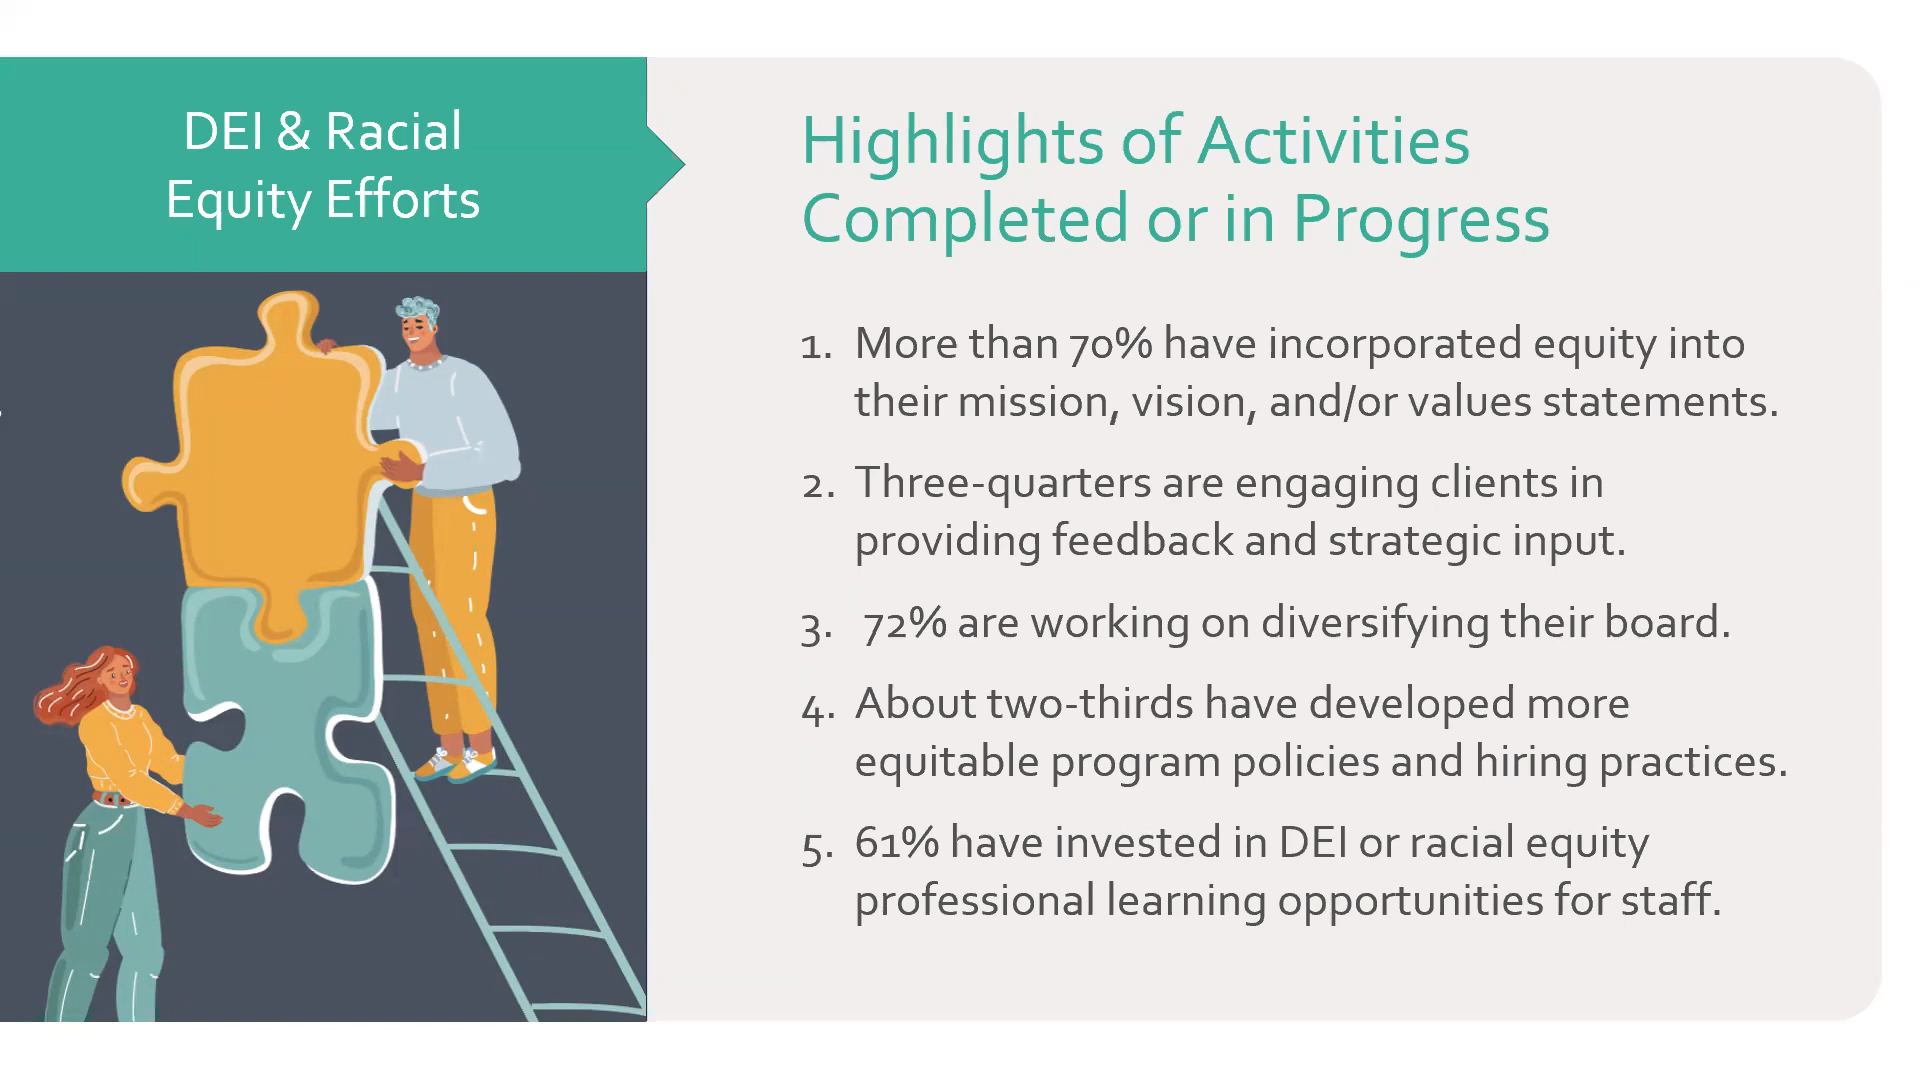 DEI & Racial
Equity Efforts
Highlights of Activities
Completed or in Progress
1. More than 70% have incorporated equity into
their mission, vision, and/or values statements.
2. Three-quarters are engaging clients in
providing feedback and strategic input.
3. 72% are working on diversifying their board.
4. About two-thirds have developed more
equitable program policies and hiring practices.
5. 61% have invested in DEI or racial equity
professional learning opportunities for staff.